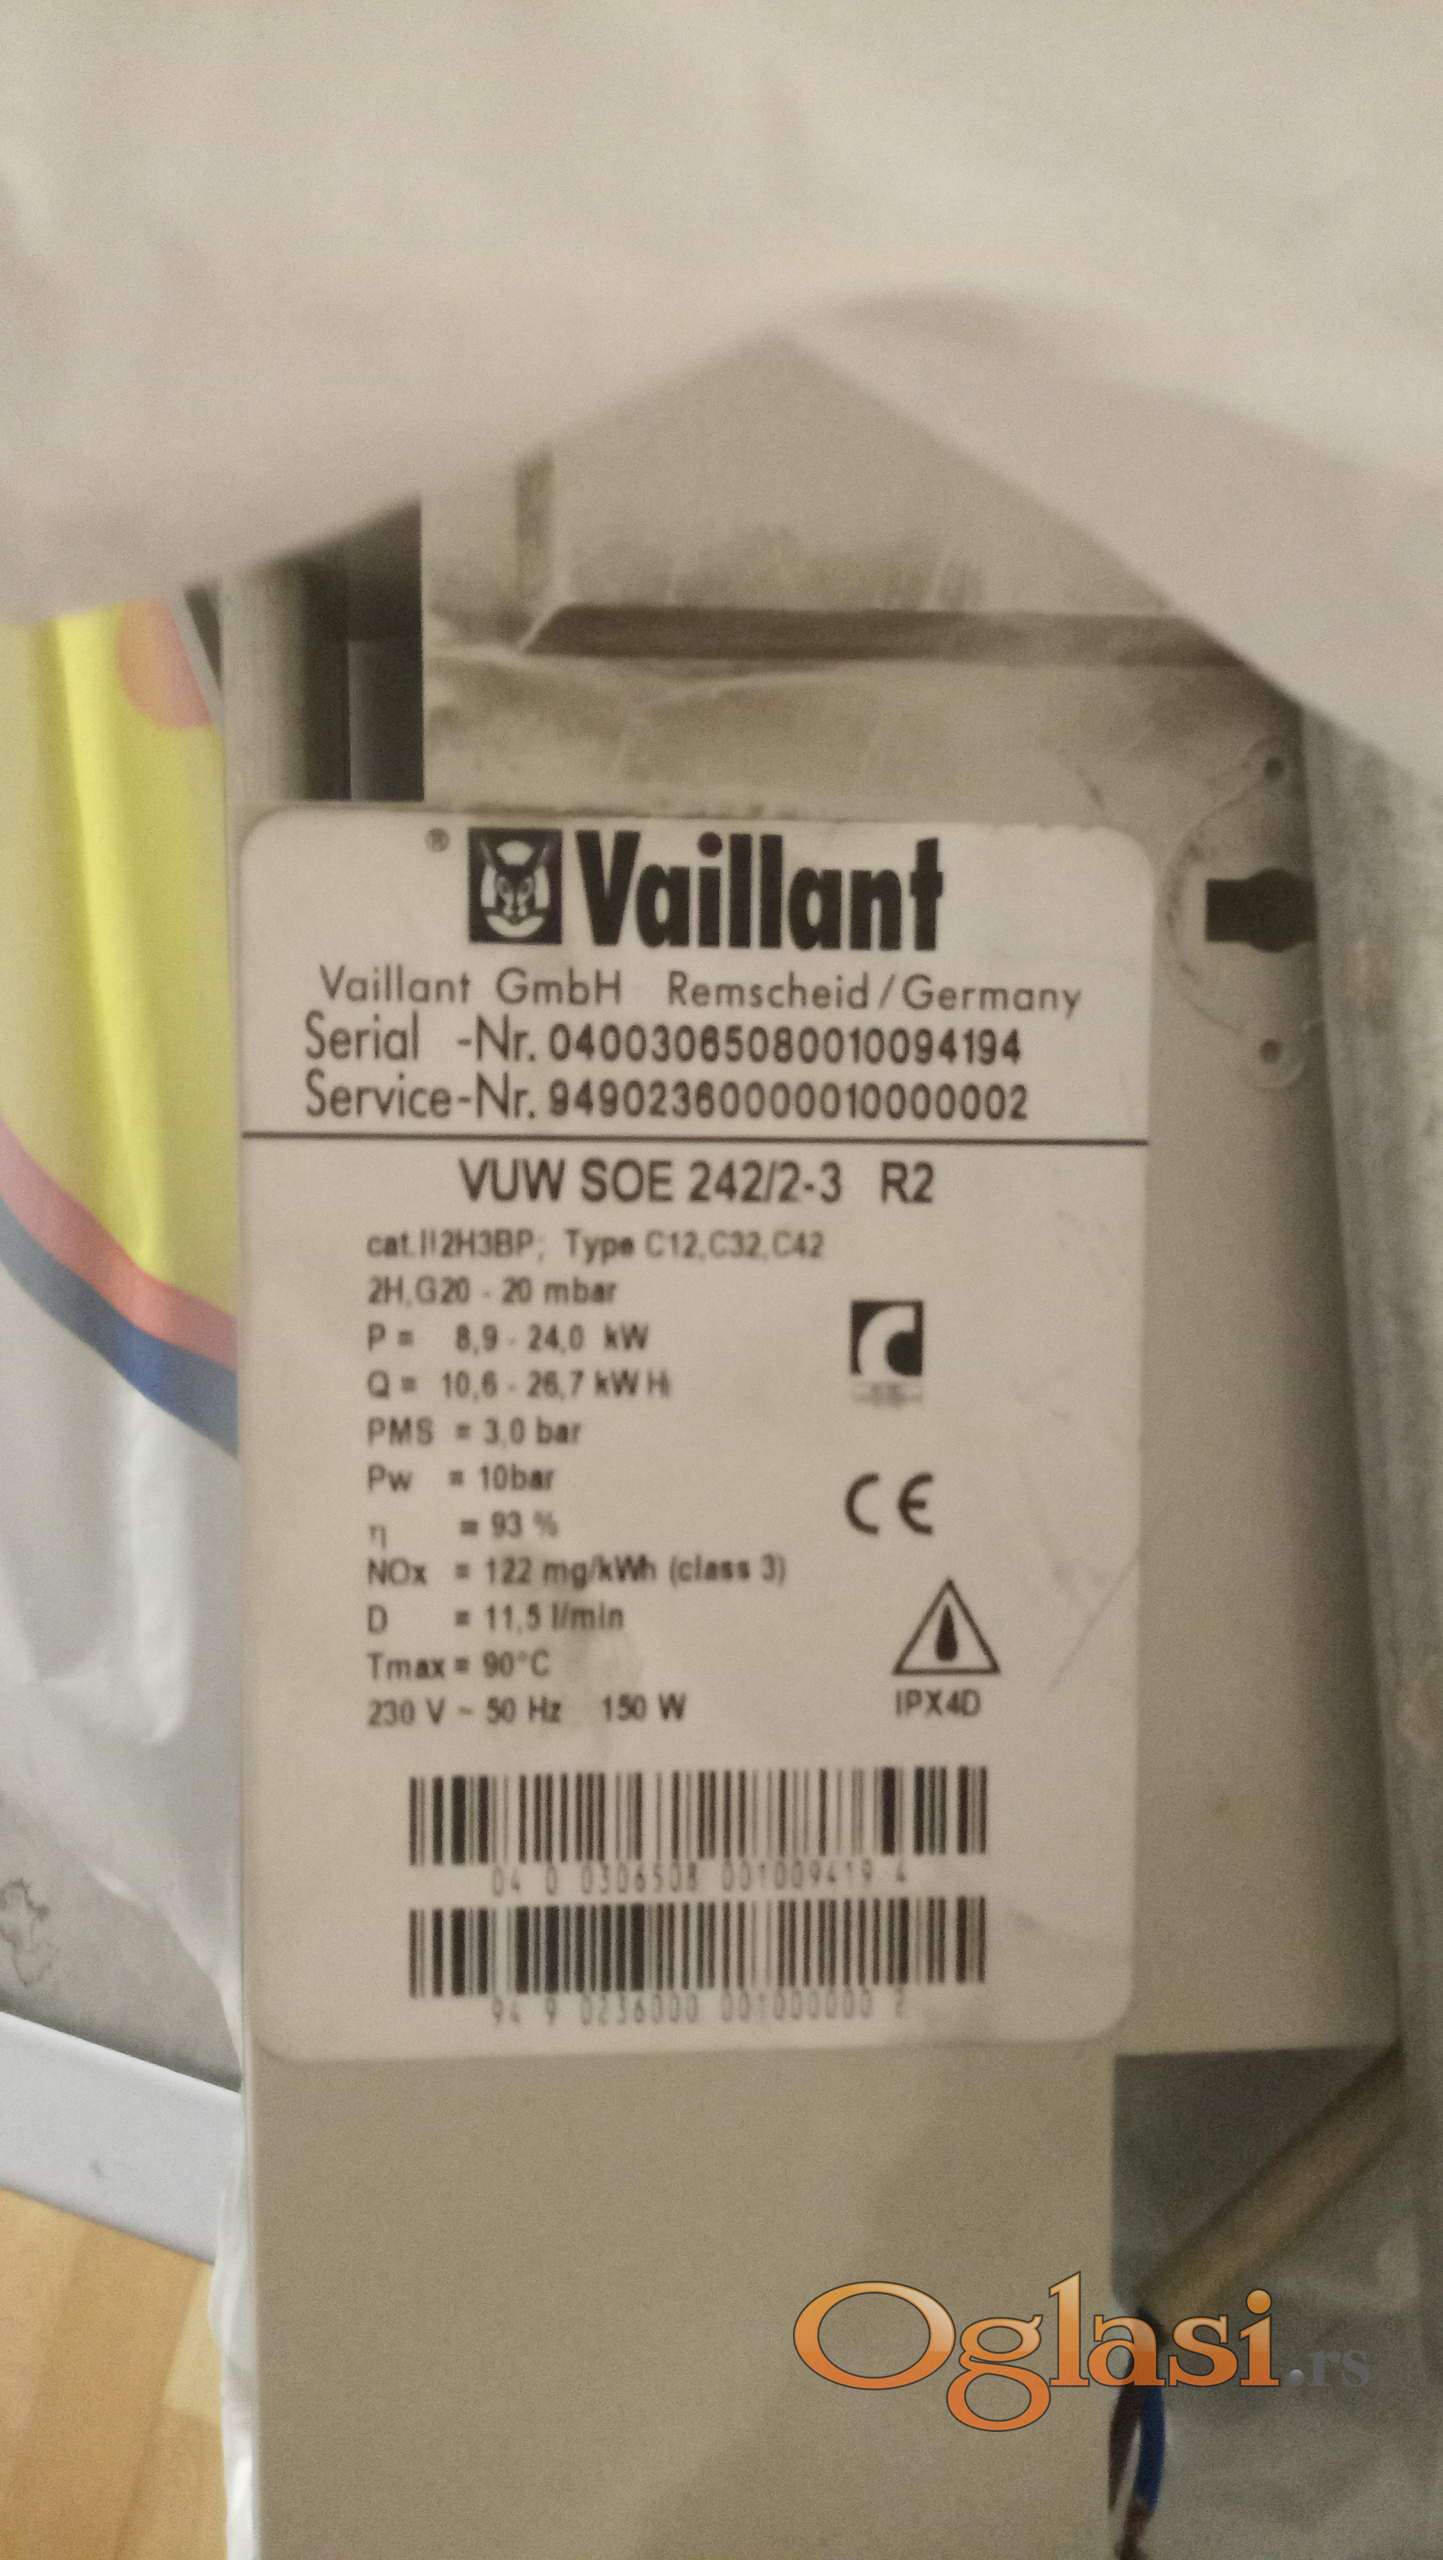 ® Vaillant
Vaillant GmbH Remscheid/Germany
Serial -Nr. 04003065080010094194
Service-Nr. 94902360000010000002
VUW SOE 242/2-3 R2
cat.II2H3BP; Type C12,C32,C42
2H,G20 - 20 mbar
P = 8,9 - 24,0 kW
Q = 10,6 - 26,7 kW Hi
PMS = 3,0 bar
Pw = 10bar
η = 93 %
NOx = 122 mg/kWh (class 3)
D = 11,5 l/min
Tmax = 90°C
230 V ~ 50 Hz 150 W
CE
IPX4D
04 0 0306508 001009419 4
94 9 0236000 001000000 2
Oglasi.rs